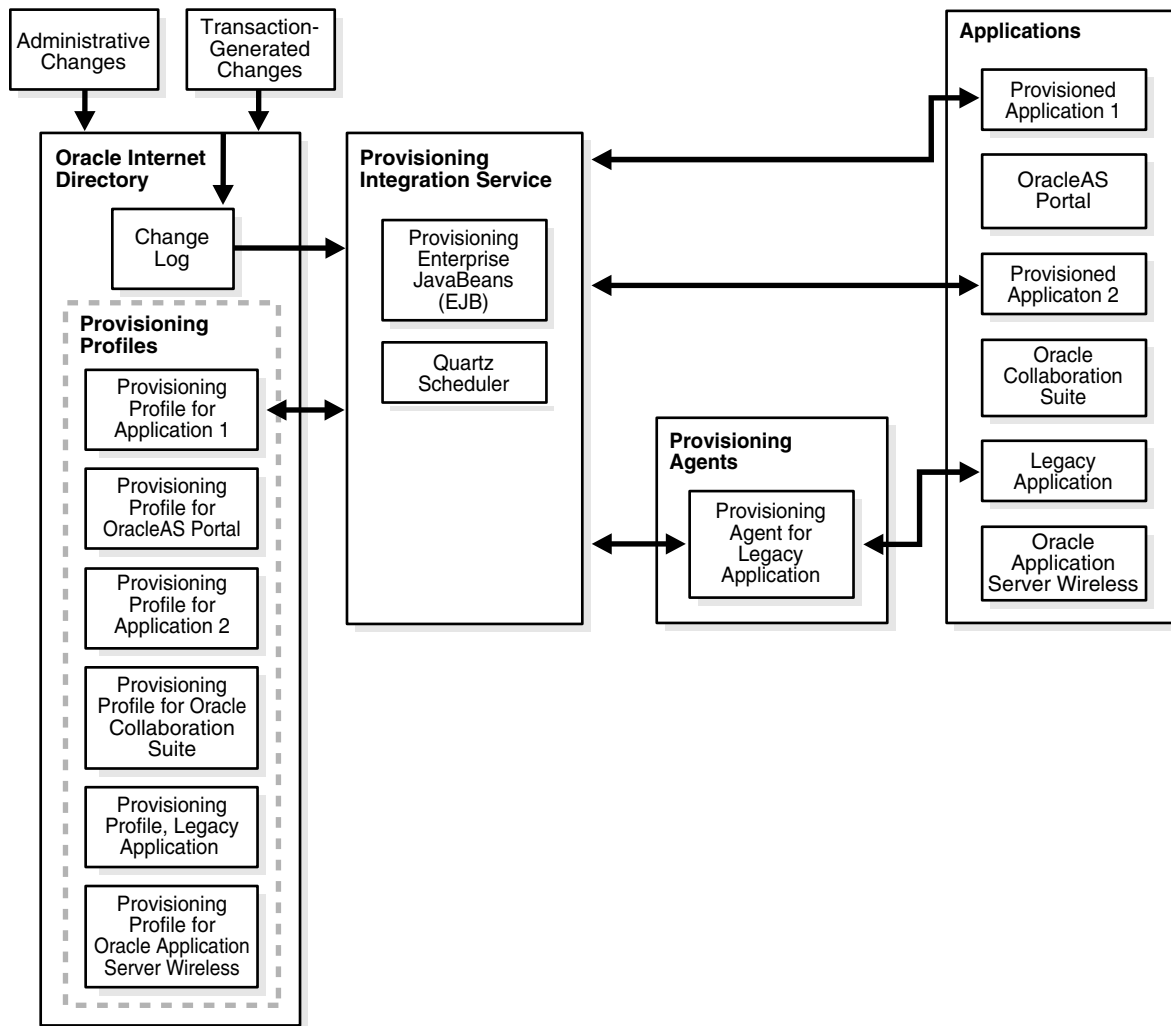 Administrative
Changes
Transaction-
Generated
Changes
Oracle Internet
Directory
Change
Log
Provisioning
Profiles
Provisioning
Profile for
Application 1
Provisioning
Profile for
OracleAS Portal
Provisioning
Profile for
Application 2
Provisioning
Profile for Oracle
Collaboration
Suite
Provisioning
Profile, Legacy
Application
Provisioning
Profile for
Oracle Application
Server Wireless
Provisioning
Integration Service
Provisioning
Enterprise
JavaBeans
(EJB)
Quartz
Scheduler
Provisioning
Agents
Provisioning
Agent for
Legacy
Application
Applications
Provisioned
Application 1
OracleAS
Portal
Provisioned
Applicaton 2
Oracle
Collaboration
Suite
Legacy
Application
Oracle
Application
Server Wireless